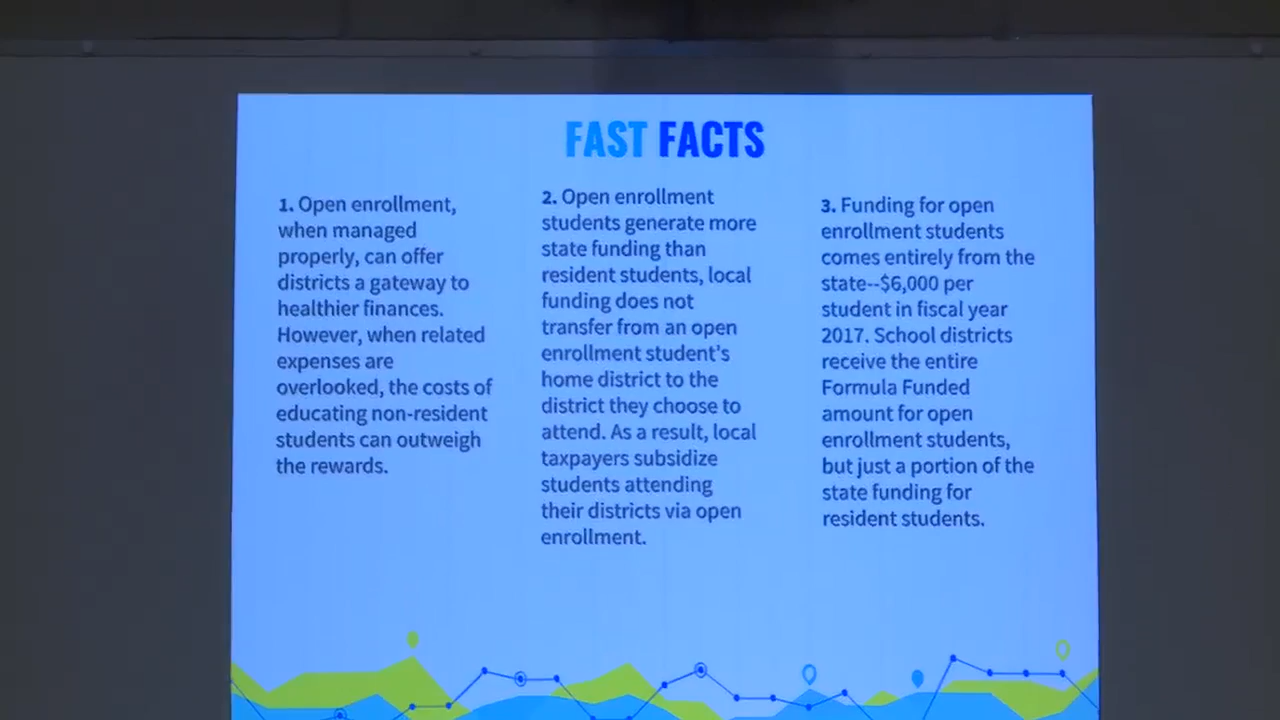 FAST FACTS
1. Open enrollment,
when managed
properly, can offer
districts a gateway to
healthier finances.
However, when related
expenses are
overlooked, the costs of
educating non-resident
students can outweigh
the rewards.
2. Open enrollment
students generate more
state funding than
resident students, local
funding does not
transfer from an open
enrollment student's
home district to the
district they choose to
attend. As a result, local
taxpayers subsidize
students attending
their districts via open
enrollment.
3. Funding for open
enrollment students
comes entirely from the
state--$6,000 per
student in fiscal year
2017. School districts
receive the entire
Formula Funded
amount for open
enrollment students,
but just a portion of the
state funding for
resident students.